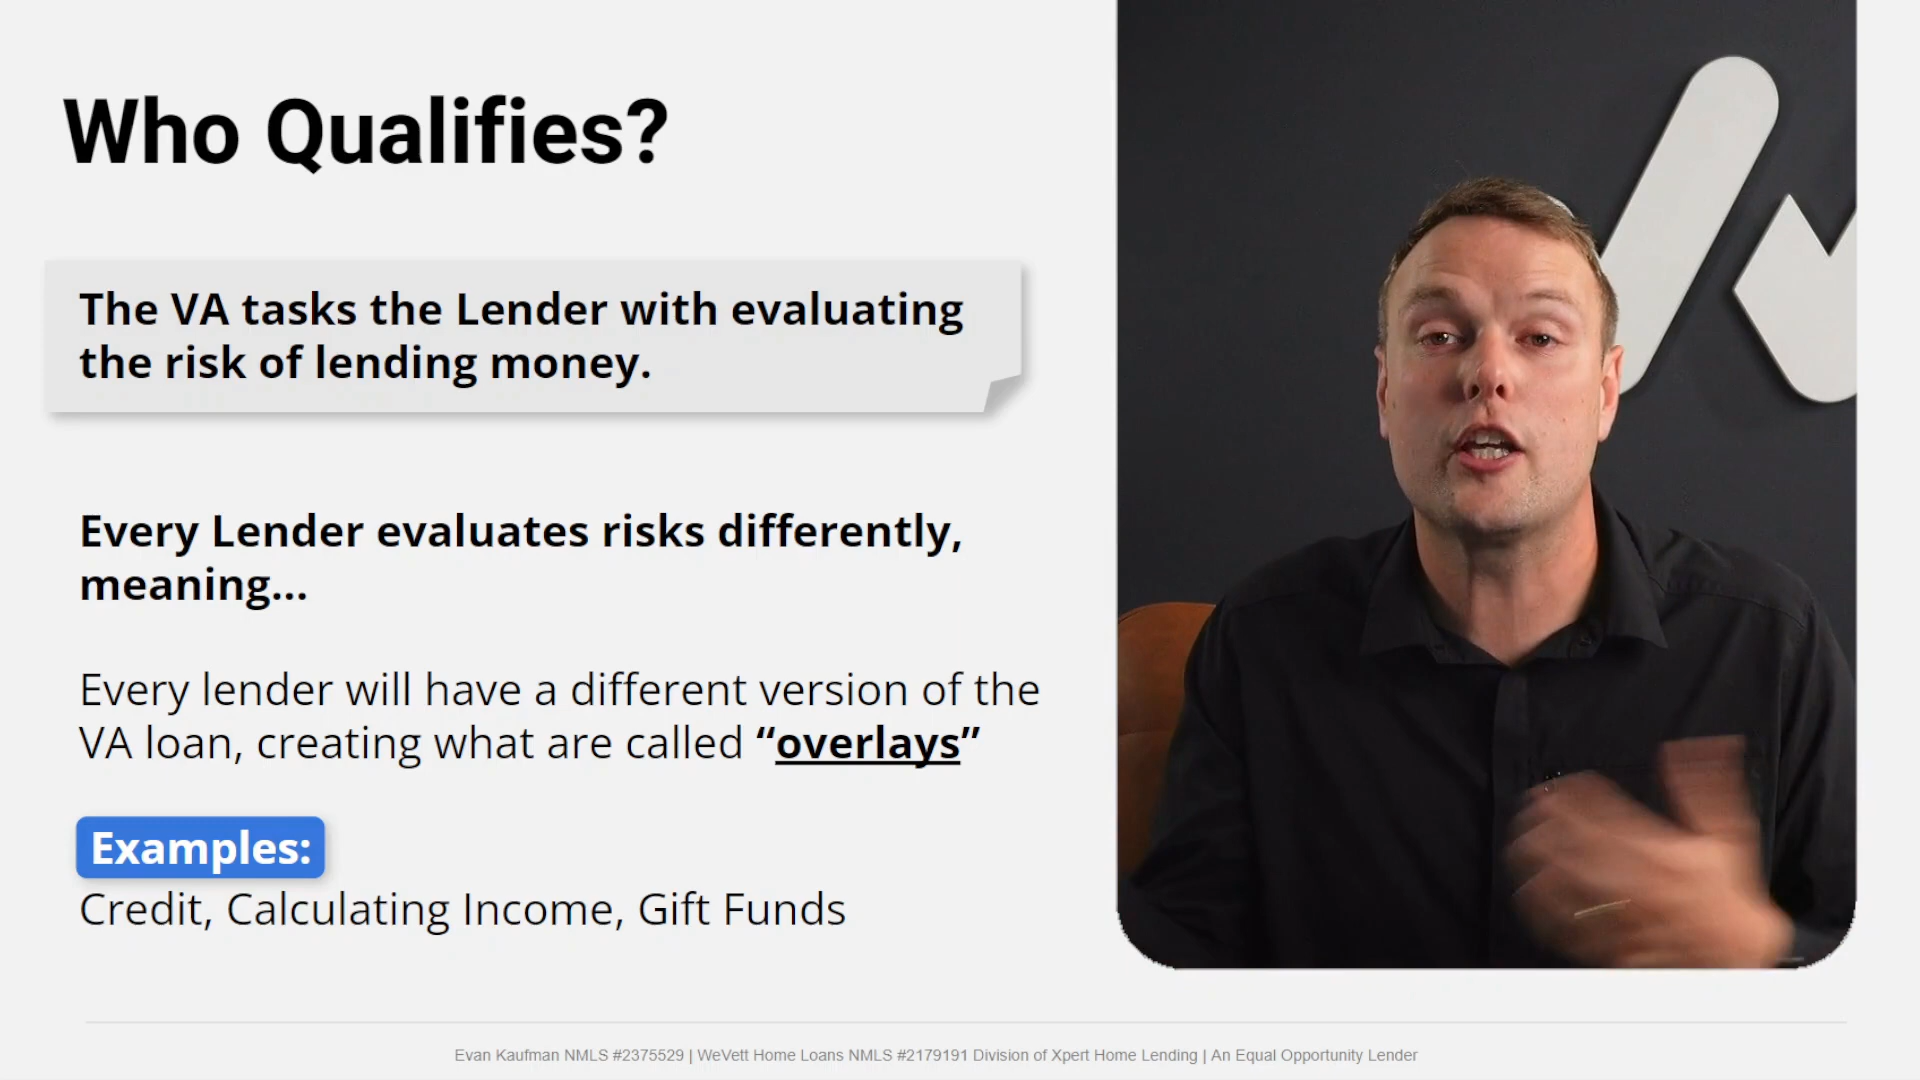 Who Qualifies?
The VA tasks the Lender with evaluating
the risk of lending money.
Every Lender evaluates risks differently,
meaning...
Every lender will have a different version of the
VA loan, creating what are called “overlays”
Examples:
Credit, Calculating Income, Gift Funds
Evan Kaufman NMLS #2375529 | WeVett Home Loans NMLS #2179191 Division of Xpert Home Lending | An Equal Opportunity Lender